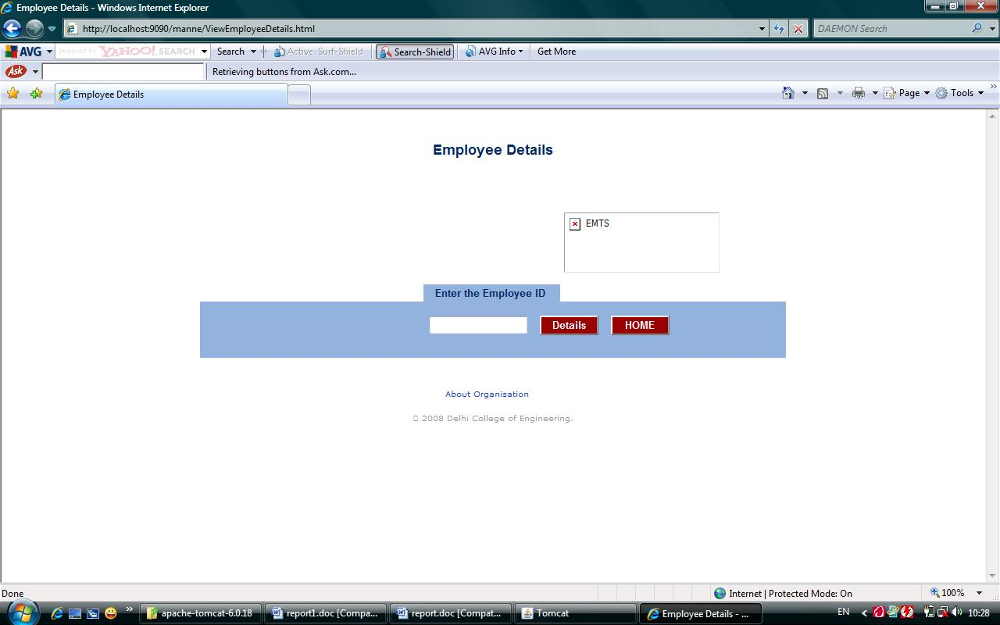 Employee Details - Windows Internet Explorer
http://localhost:9090/manne/ViewEmployeeDetails.html
DAEMON Search
AVG powered by YAHOO! SEARCH Search Active Surf-Shield Search-Shield AVG Info Get More
Ask Retrieving buttons from Ask.com...
Employee Details Page Tools
Employee Details
EMTS
Enter the Employee ID
Details HOME
About Organisation
© 2008 Delhi College of Engineering.
Done Internet | Protected Mode: On 100%
apache-tomcat-6.0.18 report1.doc [Compa... report.doc [Compat... Tomcat Employee Details - ... EN 10:28